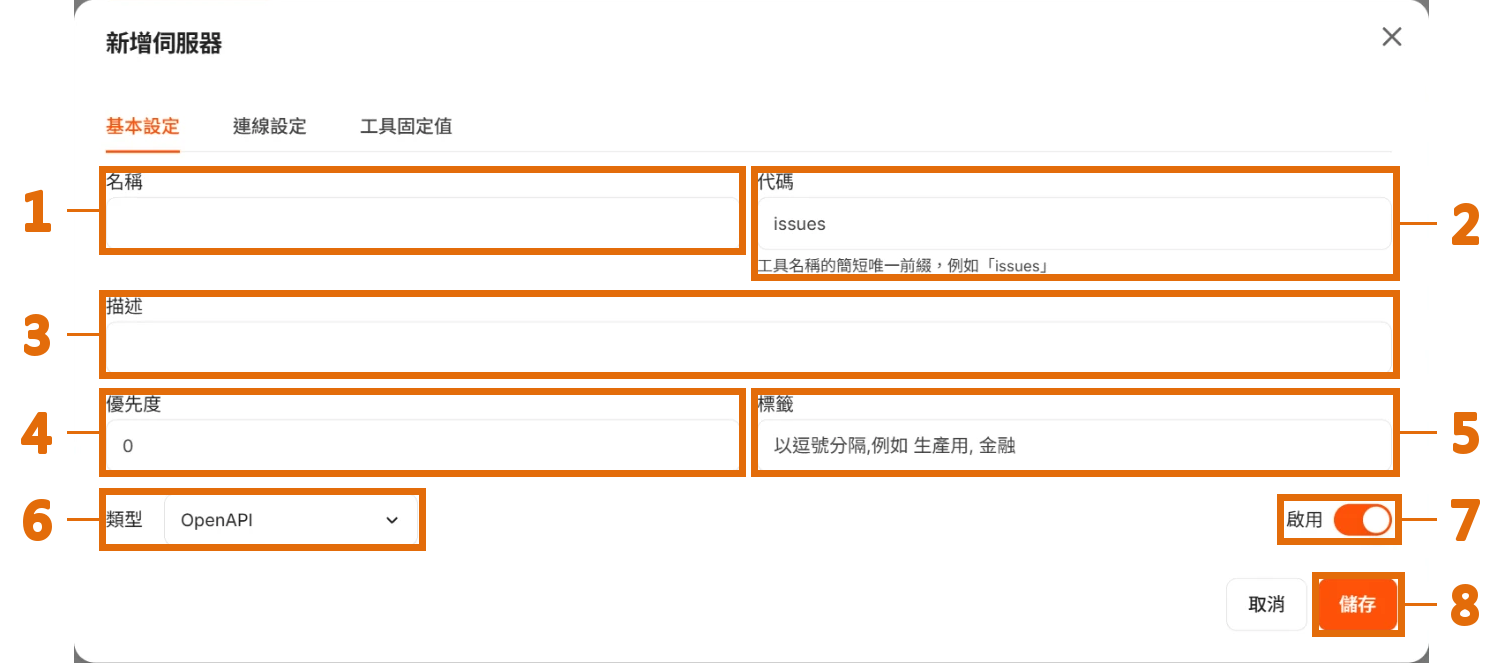 新增伺服器
基本設定 連線設定 工具固定值
1 名稱 代碼 2
issues
工具名稱的簡短唯一前綴，例如「issues」
3 描述
4 優先度 標籤 5
0 以逗號分隔,例如 生產用, 金融
6 類型 OpenAPI 啟用 7
取消 儲存 8